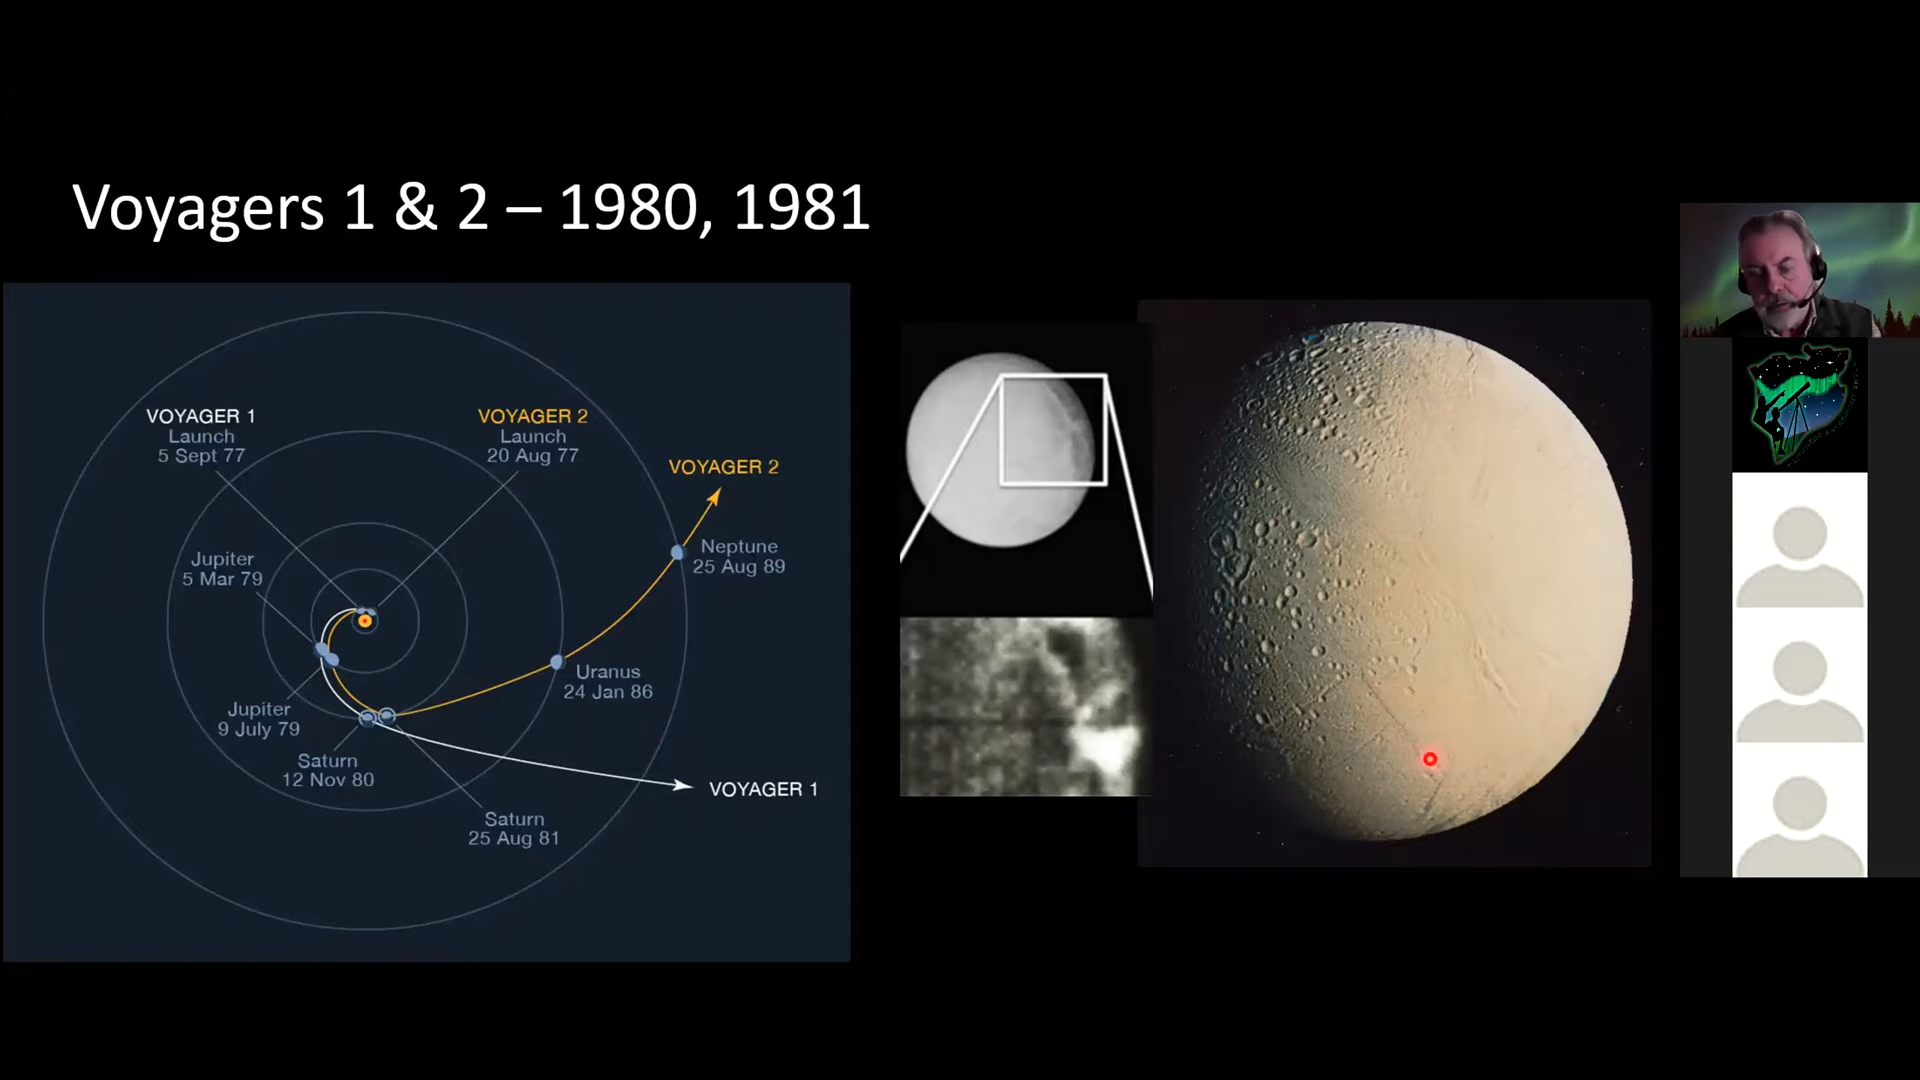 Voyagers 1 & 2 – 1980, 1981
VOYAGER 1
Launch
5 Sept 77
VOYAGER 2
Launch
20 Aug 77
VOYAGER 2
Neptune
25 Aug 89
Jupiter
5 Mar 79
Uranus
24 Jan 86
Jupiter
9 July 79
Saturn
12 Nov 80
VOYAGER 1
Saturn
25 Aug 81